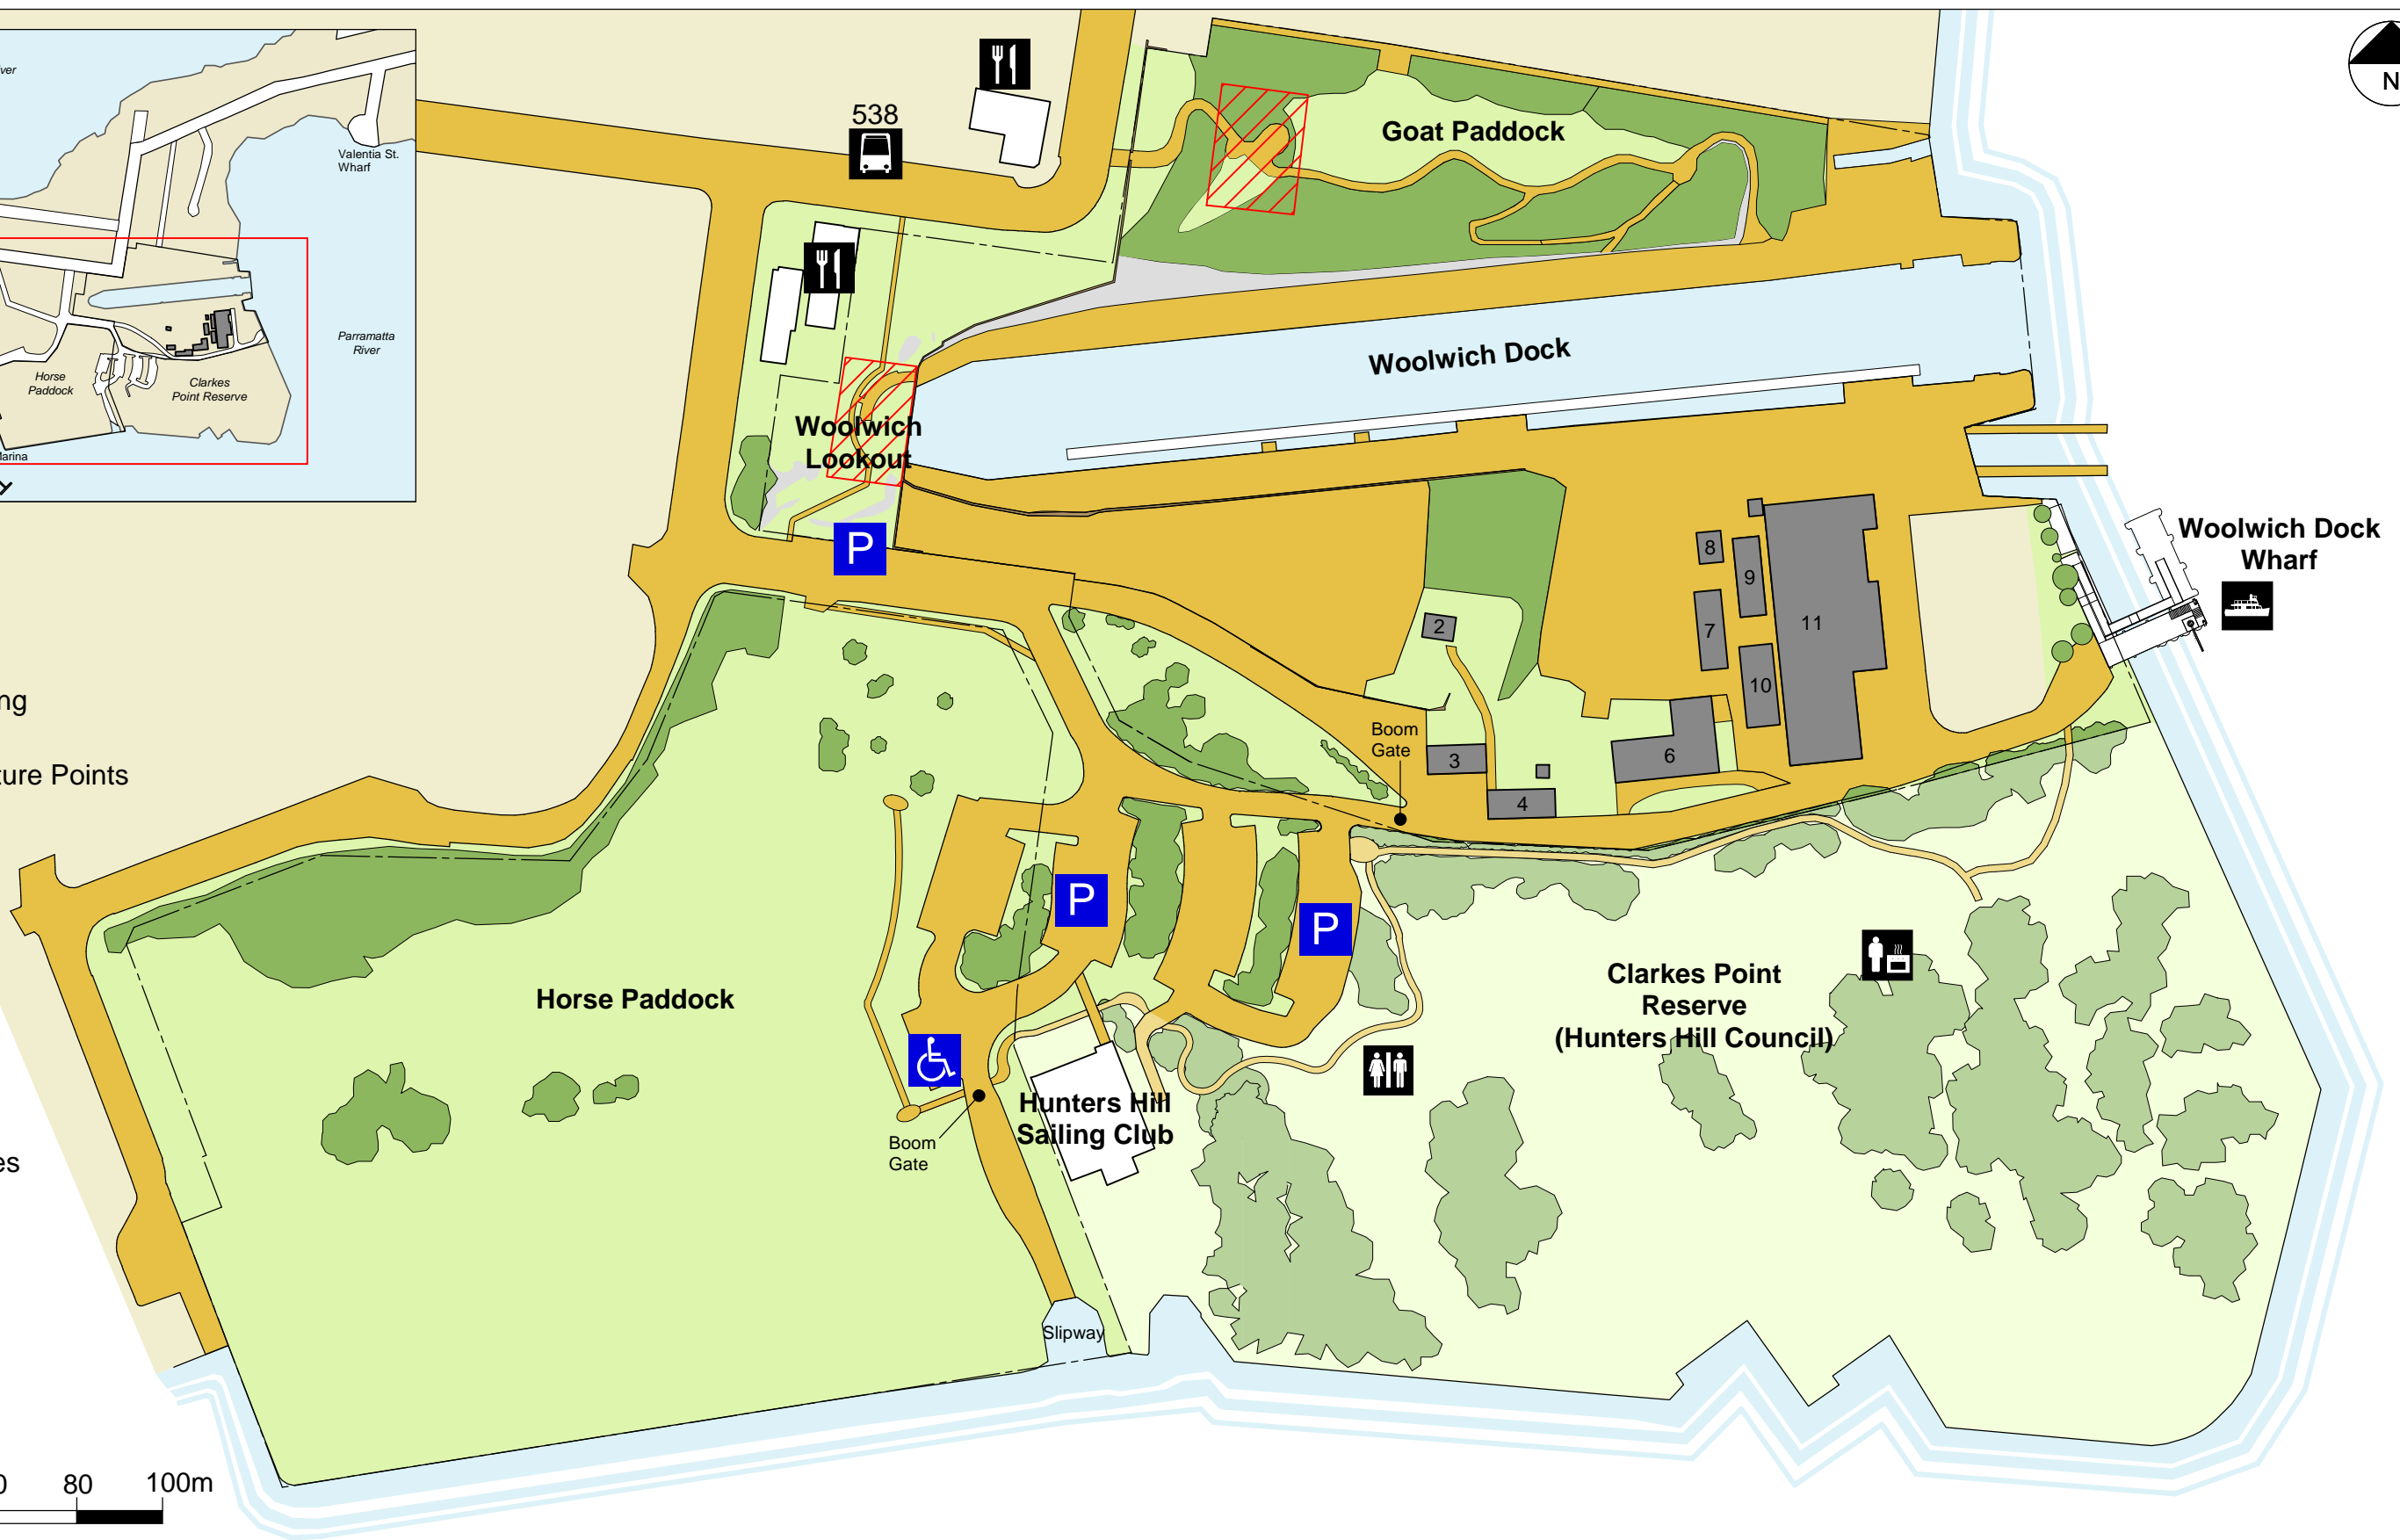 ver
Valentia St.
Wharf
Parramatta
River
Horse
Paddock
Clarkes
Point Reserve
538
Goat Paddock
N
Woolwich Dock
Woolwich
Lookout
P
Woolwich Dock
Wharf
8
9
2
7
11
10
ng
Boom
Gate
3
6
ture Points
4
P
P
Horse Paddock
Clarkes Point
Reserve
(Hunters Hill Council)
Hunters Hill
Sailing Club
Boom
Gate
es
Slipway
80
100m